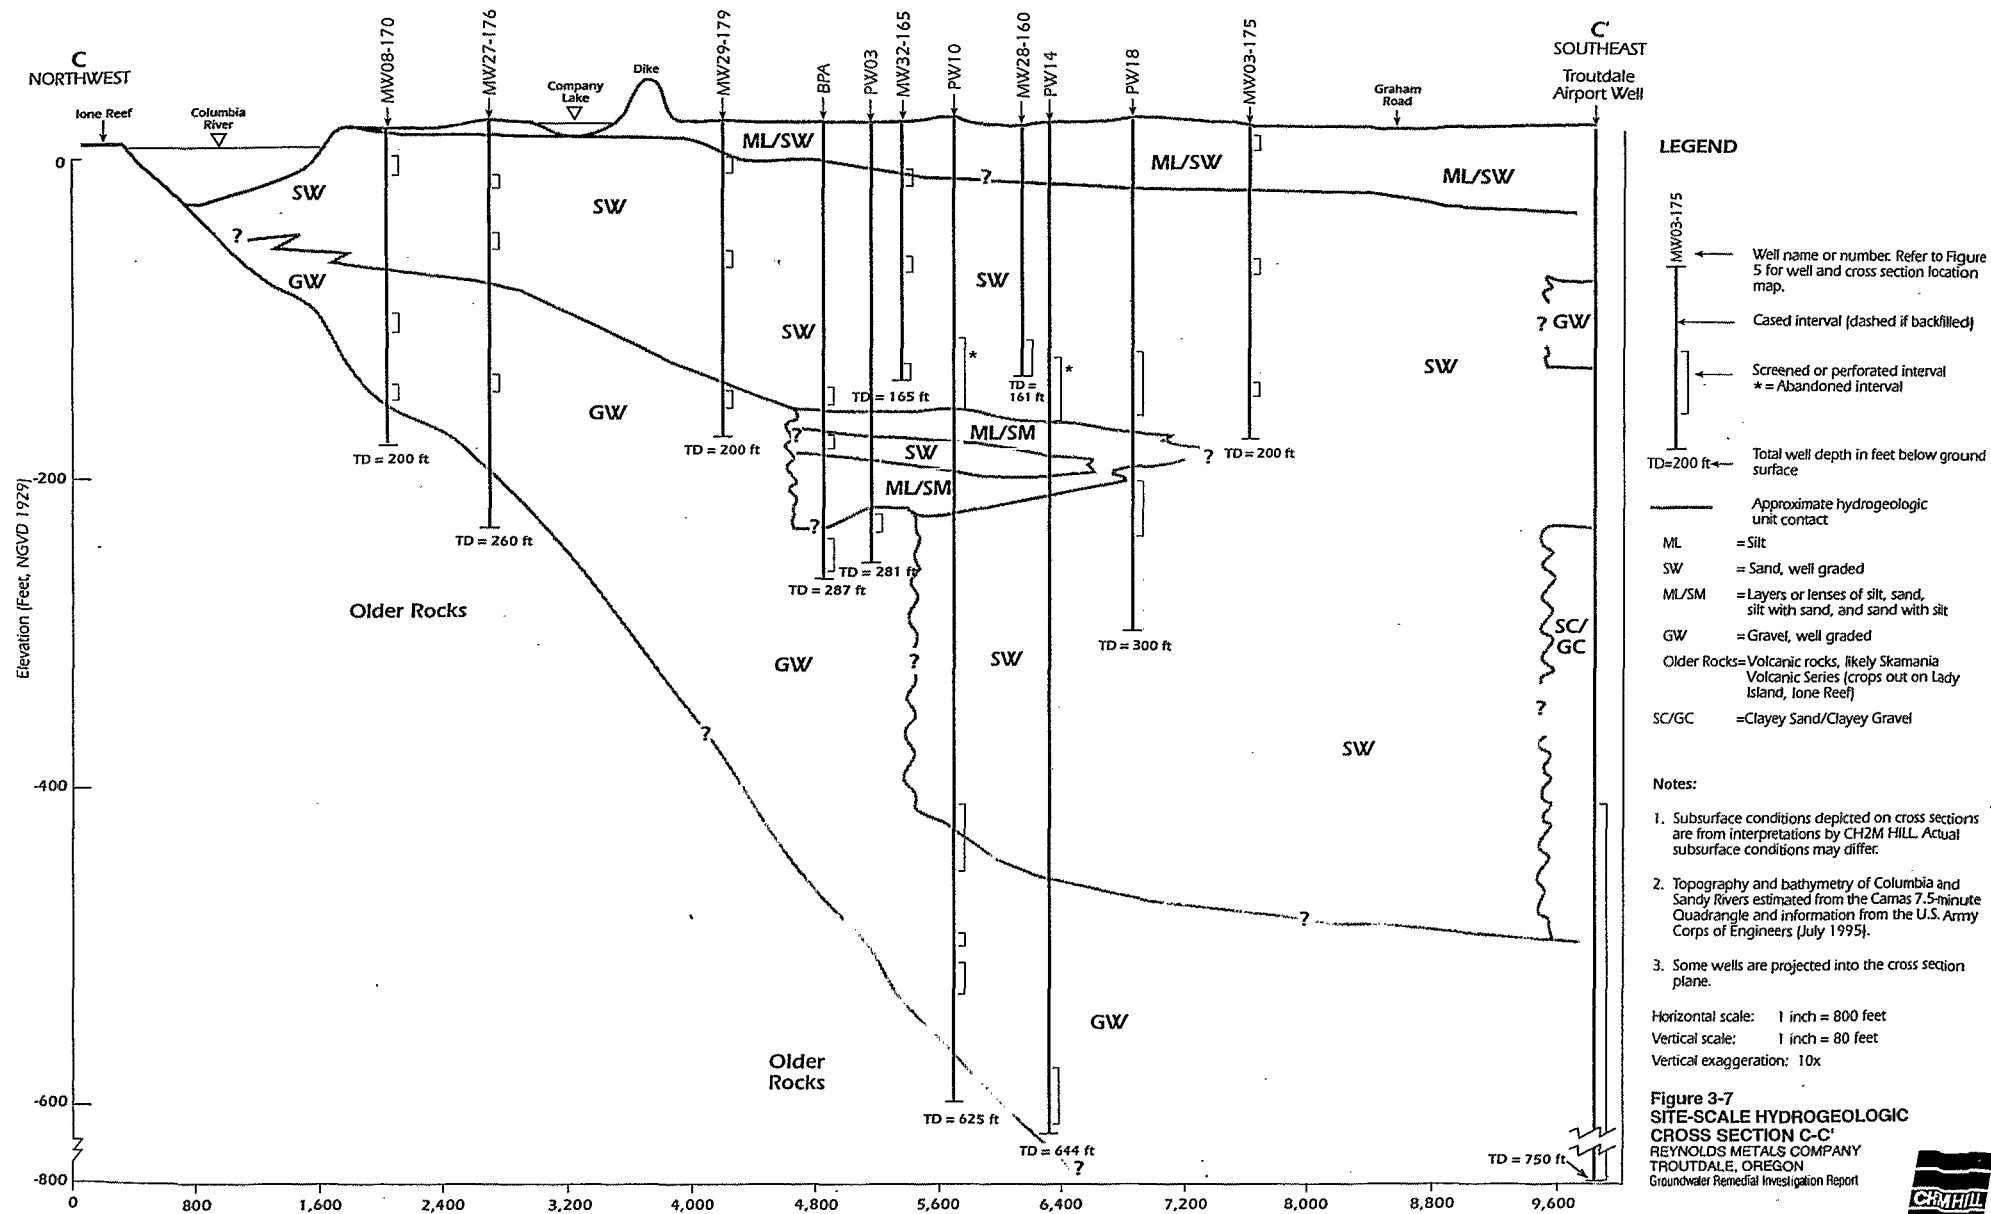 C
NORTHWEST
Ione Reef
Columbia
River
MW08-170
MW27-176
Company
Lake
Dike
MW29-179
BPA
PW03
MW32-165
PW10
MW28-160
PW14
PW18
MW03-175
Graham
Road
C'
SOUTHEAST
Troutdale
Airport Well
Elevation (Feet, NGVD 1929)
0
-200
-400
-600
-800
ML/SW
ML/SW
ML/SW
?
SW
SW
SW
SW
SW
?
GW
GW
? GW
*
*
TD = 200 ft
TD = 260 ft
TD = 200 ft
TD = 165 ft
TD =
161 ft
TD = 200 ft
?
ML/SM
SW
ML/SM
?
?
TD = 281 ft
TD = 287 ft
TD = 300 ft
Older Rocks
GW
?
SW
SC/
GC
?
?
SW
?
GW
Older
Rocks
TD = 625 ft
TD = 644 ft
?
TD = 750 ft
0
800
1,600
2,400
3,200
4,000
4,800
5,600
6,400
7,200
8,000
8,800
9,600
LEGEND
MW03-175
Well name or number. Refer to Figure
5 for well and cross section location
map.
Cased interval (dashed if backfilled)
Screened or perforated interval
* = Abandoned interval
TD=200 ft
Total well depth in feet below ground
surface
Approximate hydrogeologic
unit contact
ML = Silt
SW = Sand, well graded
ML/SM = Layers or lenses of silt, sand,
silt with sand, and sand with silt
GW = Gravel, well graded
Older Rocks=Volcanic rocks, likely Skamania
Volcanic Series (crops out on Lady
Island, Ione Reef)
SC/GC =Clayey Sand/Clayey Gravel
Notes:
1. Subsurface conditions depicted on cross sections
are from interpretations by CH2M HILL. Actual
subsurface conditions may differ.
2. Topography and bathymetry of Columbia and
Sandy Rivers estimated from the Camas 7.5-minute
Quadrangle and information from the U.S. Army
Corps of Engineers (July 1995).
3. Some wells are projected into the cross section
plane.
Horizontal scale: 1 inch = 800 feet
Vertical scale: 1 inch = 80 feet
Vertical exaggeration: 10x
Figure 3-7
SITE-SCALE HYDROGEOLOGIC
CROSS SECTION C-C'
REYNOLDS METALS COMPANY
TROUTDALE, OREGON
Groundwater Remedial Investigation Report
CH2M HILL